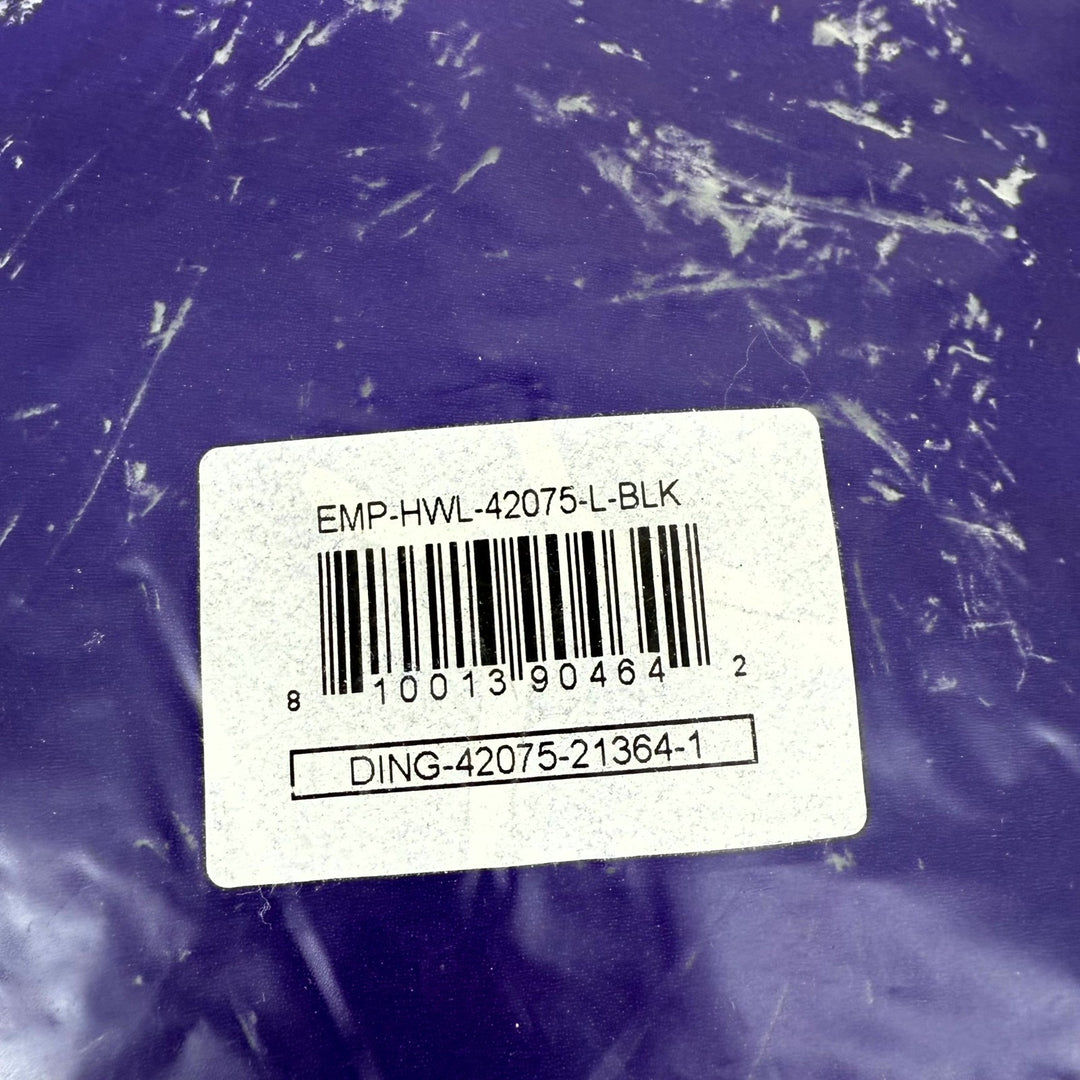 EMP-HWL-42075-L-BLK
8 10013 90464 2
DING-42075-21364-1